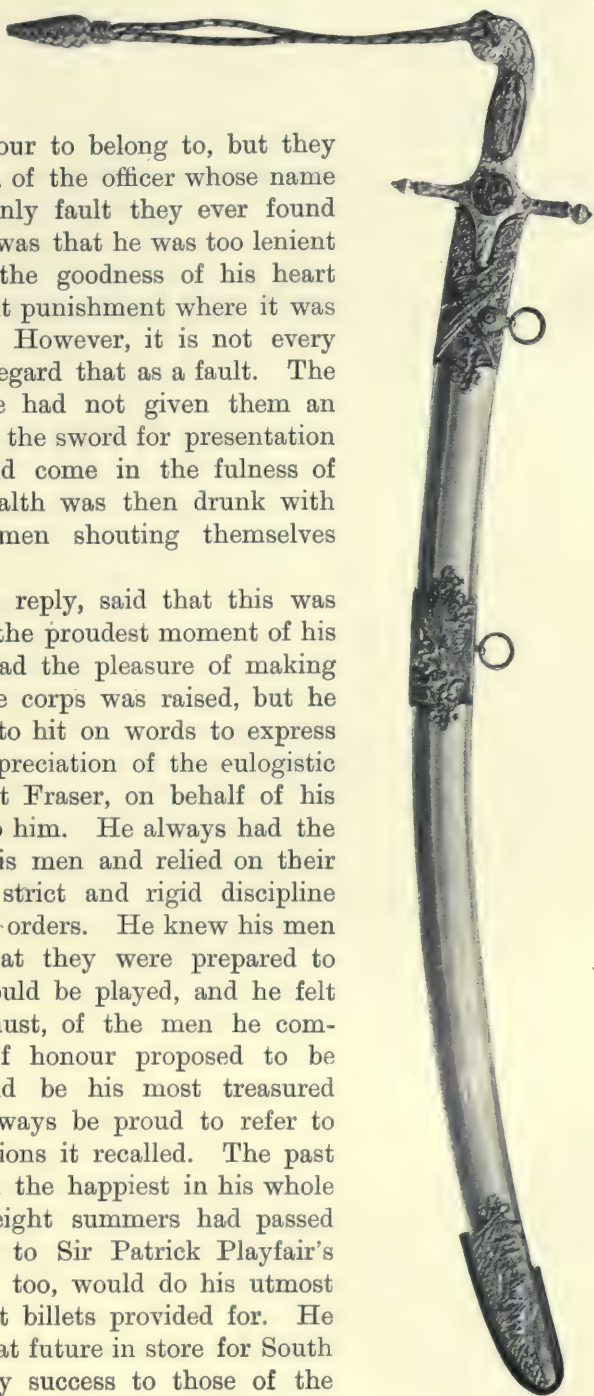 our to belong to, but they
of the officer whose name
nly fault they ever found
was that he was too lenient
the goodness of his heart
t punishment where it was
However, it is not every
egard that as a fault. The
e had not given them an
the sword for presentation
d come in the fulness of
alth was then drunk with
men shouting themselves
reply, said that this was
the proudest moment of his
ad the pleasure of making
e corps was raised, but he
to hit on words to express
preciation of the eulogistic
t Fraser, on behalf of his
o him. He always had the
is men and relied on their
strict and rigid discipline
orders. He knew his men
at they were prepared to
ould be played, and he felt
ust, of the men he com-
f honour proposed to be
d be his most treasured
ways be proud to refer to
ions it recalled. The past
the happiest in his whole
eight summers had passed
to Sir Patrick Playfair's
too, would do his utmost
t billets provided for. He
at future in store for South
y success to those of the